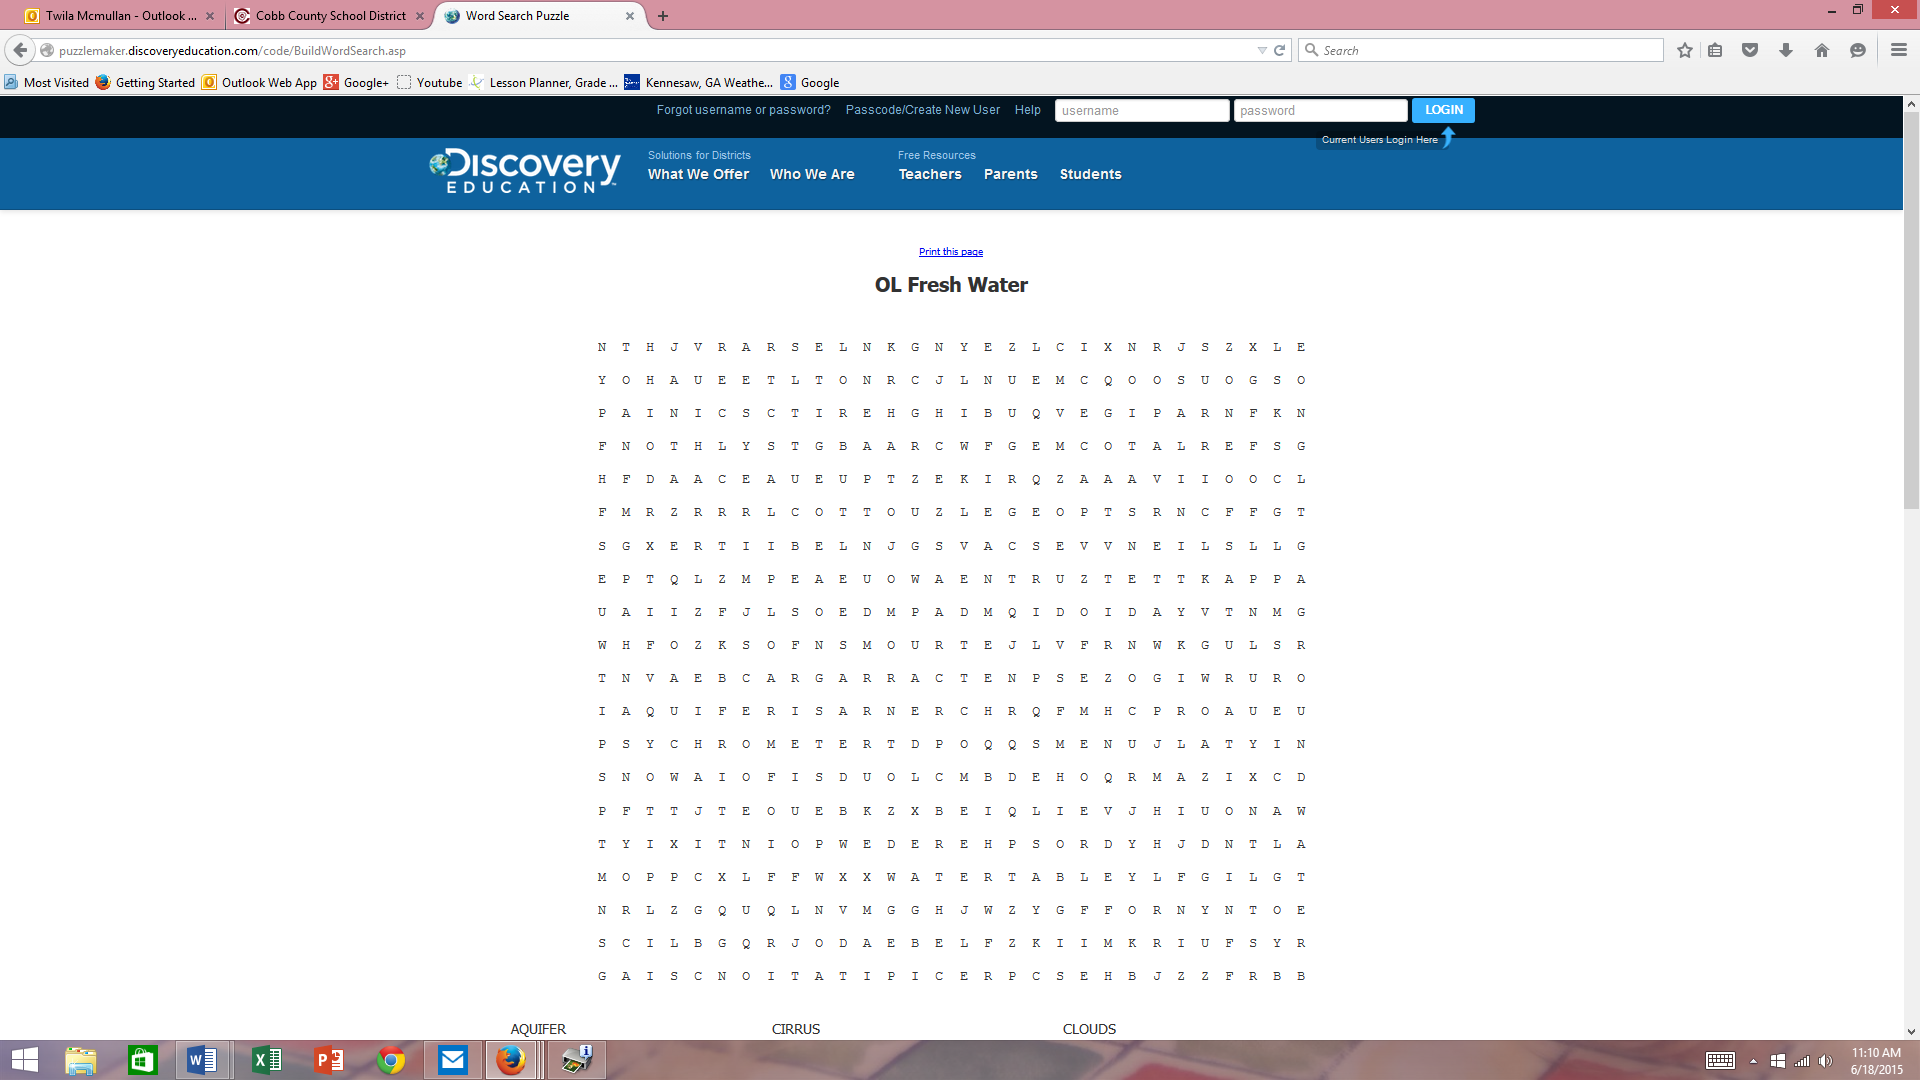 Twila Mcmullan - Outlook ... Cobb County School District Word Search Puzzle
puzzlemaker.discoveryeducation.com/code/BuildWordSearch.asp Search
Most Visited Getting Started Outlook Web App Google+ Youtube Lesson Planner, Grade ... Kennesaw, GA Weathe... Google
Forgot username or password? Passcode/Create New User Help username password LOGIN
Current Users Login Here
Discovery
EDUCATION
Solutions for Districts Free Resources
What We Offer Who We Are Teachers Parents Students
Print this page
OL Fresh Water
N T H J V R A R S E L N K G N Y E Z L C I X N R J S Z X L E
Y O H A U E E T L T O N R C J L N U E M C Q O O S U O G S O
P A I N I C S C T I R E H G H I B U Q V E G I P A R N F K N
F N O T H L Y S T G B A A R C W F G E M C O T A L R E F S G
H F D A A C E A U E U P T Z E K I R Q Z A A A V I I O O C L
F M R Z R R R L C O T T O U Z L E G E O P T S R N C F F G T
S G X E R T I I B E L N J G S V A C S E V V N E I L S L L G
E P T Q L Z M P E A E U O W A E N T R U Z T E T T K A P P A
U A I I Z F J L S O E D M P A D M Q I D O I D A Y V T N M G
W H F O Z K S O F N S M O U R T E J L V F R N W K G U L S R
T N V A E B C A R G A R R A C T E N P S E Z O G I W R U R O
I A Q U I F E R I S A R N E R C H R Q F M H C P R O A U E U
P S Y C H R O M E T E R T D P O Q Q S M E N U J L A T Y I N
S N O W A I O F I S D U O L C M B D E H O Q R M A Z I X C D
P F T T J T E O U E B K Z X B E I Q L I E V J H I U O N A W
T Y I X I T N I O P W E D E R E H P S O R D Y H J D N T L A
M O P P C X L F F W X X W A T E R T A B L E Y L F G I L G T
N R L Z G Q U Q L N V M G G H J W Z Y G F F O R N Y N T O E
S C I L B G Q R J O D A E B E L F Z K I I M K R I U F S Y R
G A I S C N O I T A T I P I C E R P C S E H B J Z Z F R B B
AQUIFER CIRRUS CLOUDS
11:10 AM
6/18/2015